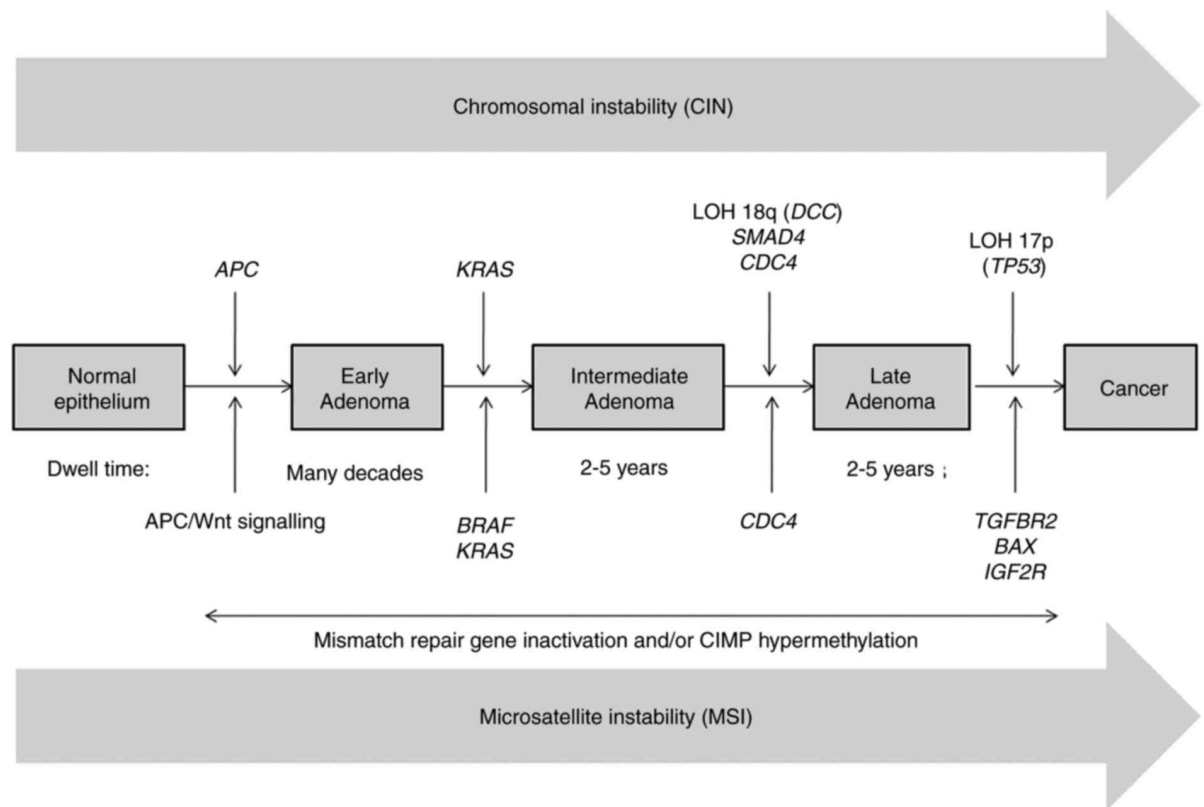 Chromosomal instability (CIN)
LOH 18q (DCC)
SMAD4
CDC4
LOH 17p
(TP53)
APC
KRAS
Normal
epithelium
Early
Adenoma
Intermediate
Adenoma
Late
Adenoma
Cancer
Dwell time:
Many decades
2-5 years
2-5 years ;
APC/Wnt signalling
BRAF
KRAS
CDC4
TGFBR2
BAX
IGF2R
Mismatch repair gene inactivation and/or CIMP hypermethylation
Microsatellite instability (MSI)